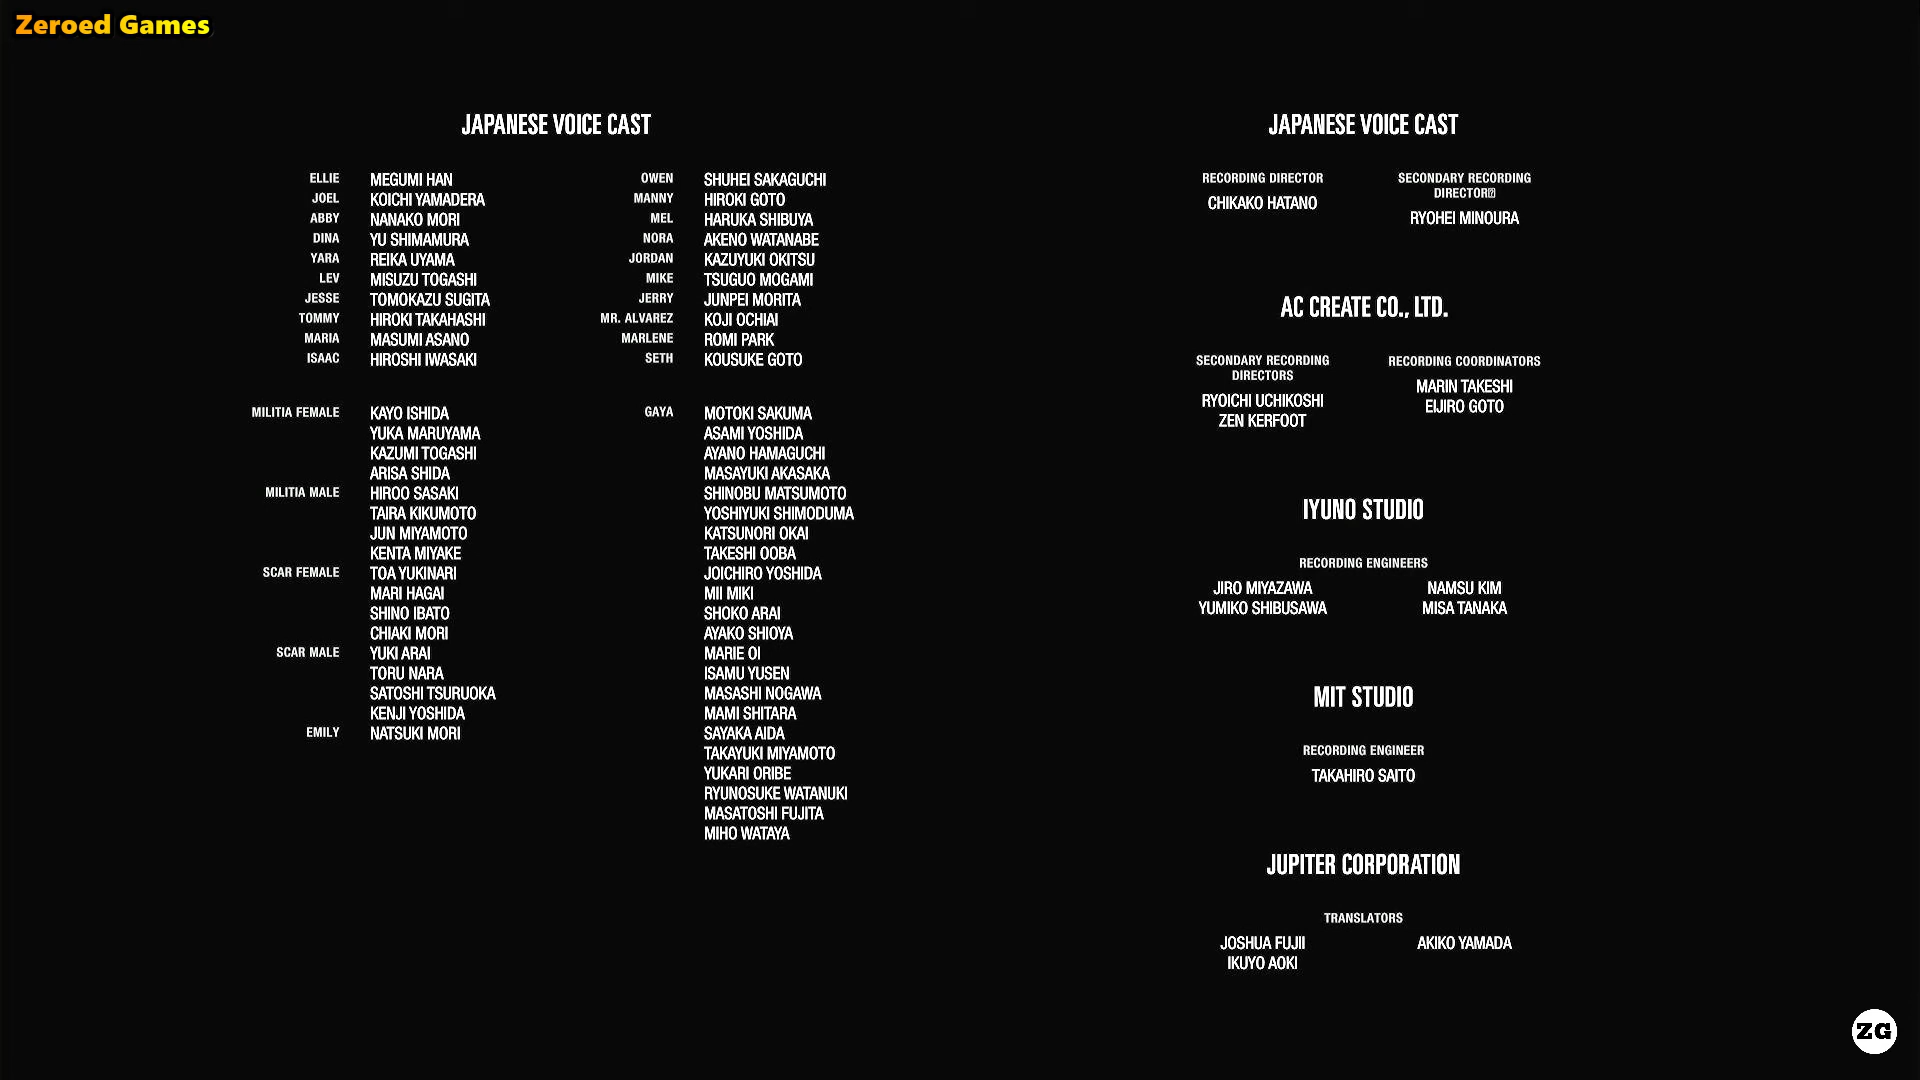 Zeroed Games
JAPANESE VOICE CAST
ELLIE MEGUMI HAN
JOEL KOICHI YAMADERA
ABBY NANAKO MORI
DINA YU SHIMAMURA
YARA REIKA UYAMA
LEV MISUZU TOGASHI
JESSE TOMOKAZU SUGITA
TOMMY HIROKI TAKAHASHI
MARIA MASUMI ASANO
ISAAC HIROSHI IWASAKI
MILITIA FEMALE KAYO ISHIDA
YUKA MARUYAMA
KAZUMI TOGASHI
ARISA SHIDA
MILITIA MALE HIROO SASAKI
TAIRA KIKUMOTO
JUN MIYAMOTO
KENTA MIYAKE
SCAR FEMALE TOA YUKINARI
MARI HAGAI
SHINO IBATO
CHIAKI MORI
SCAR MALE YUKI ARAI
TORU NARA
SATOSHI TSURUOKA
KENJI YOSHIDA
EMILY NATSUKI MORI
OWEN SHUHEI SAKAGUCHI
MANNY HIROKI GOTO
MEL HARUKA SHIBUYA
NORA AKENO WATANABE
JORDAN KAZUYUKI OKITSU
MIKE TSUGUO MOGAMI
JERRY JUNPEI MORITA
MR. ALVAREZ KOJI OCHIAI
MARLENE ROMI PARK
SETH KOUSUKE GOTO
GAYA MOTOKI SAKUMA
ASAMI YOSHIDA
AYANO HAMAGUCHI
MASAYUKI AKASAKA
SHINOBU MATSUMOTO
YOSHIYUKI SHIMODUMA
KATSUNORI OKAI
TAKESHI OOBA
JOICHIRO YOSHIDA
MII MIKI
SHOKO ARAI
AYAKO SHIOYA
MARIE OI
ISAMU YUSEN
MASASHI NOGAWA
MAMI SHITARA
SAYAKA AIDA
TAKAYUKI MIYAMOTO
YUKARI ORIBE
RYUNOSUKE WATANUKI
MASATOSHI FUJITA
MIHO WATAYA
JAPANESE VOICE CAST
RECORDING DIRECTOR
CHIKAKO HATANO
SECONDARY RECORDING
DIRECTOR
RYOHEI MINOURA
AC CREATE CO., LTD.
SECONDARY RECORDING
DIRECTORS
RYOICHI UCHIKOSHI
ZEN KERFOOT
RECORDING COORDINATORS
MARIN TAKESHI
EIJIRO GOTO
IYUNO STUDIO
RECORDING ENGINEERS
JIRO MIYAZAWA
YUMIKO SHIBUSAWA
NAMSU KIM
MISA TANAKA
MIT STUDIO
RECORDING ENGINEER
TAKAHIRO SAITO
JUPITER CORPORATION
TRANSLATORS
JOSHUA FUJII
IKUYO AOKI
AKIKO YAMADA
ZG